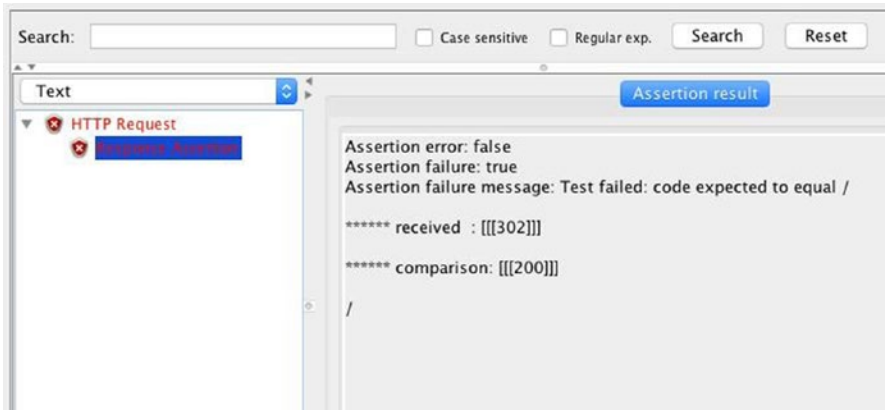 Search:
Case sensitive
Regular exp.
Search
Reset
Text
Assertion result
HTTP Request
Response Assertion
Assertion error: false
Assertion failure: true
Assertion failure message: Test failed: code expected to equal /
****** received  : [[[302]]]
****** comparison: [[[200]]]
/